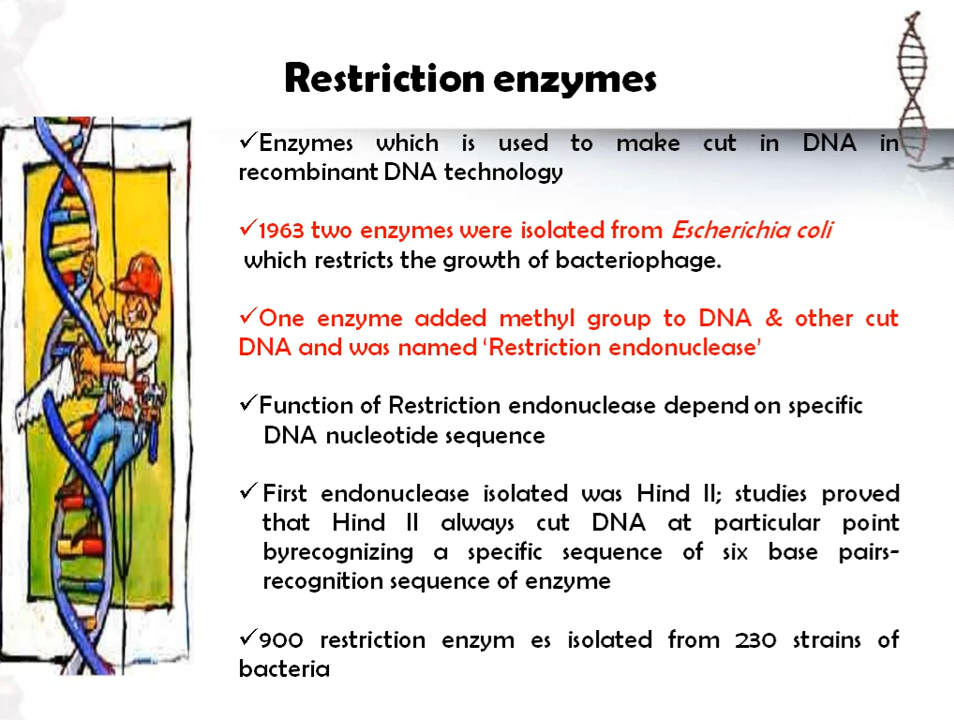 Restriction enzymes
✓Enzymes which is used to make cut in DNA in
recombinant DNA technology
✓1963 two enzymes were isolated from Escherichia coli
which restricts the growth of bacteriophage.
✓One enzyme added methyl group to DNA & other cut
DNA and was named ‘Restriction endonuclease’
✓Function of Restriction endonuclease depend on specific
DNA nucleotide sequence
✓ First endonuclease isolated was Hind II; studies proved
that Hind II always cut DNA at particular point
byrecognizing a specific sequence of six base pairs-
recognition sequence of enzyme
✓900 restriction enzym es isolated from 230 strains of
bacteria